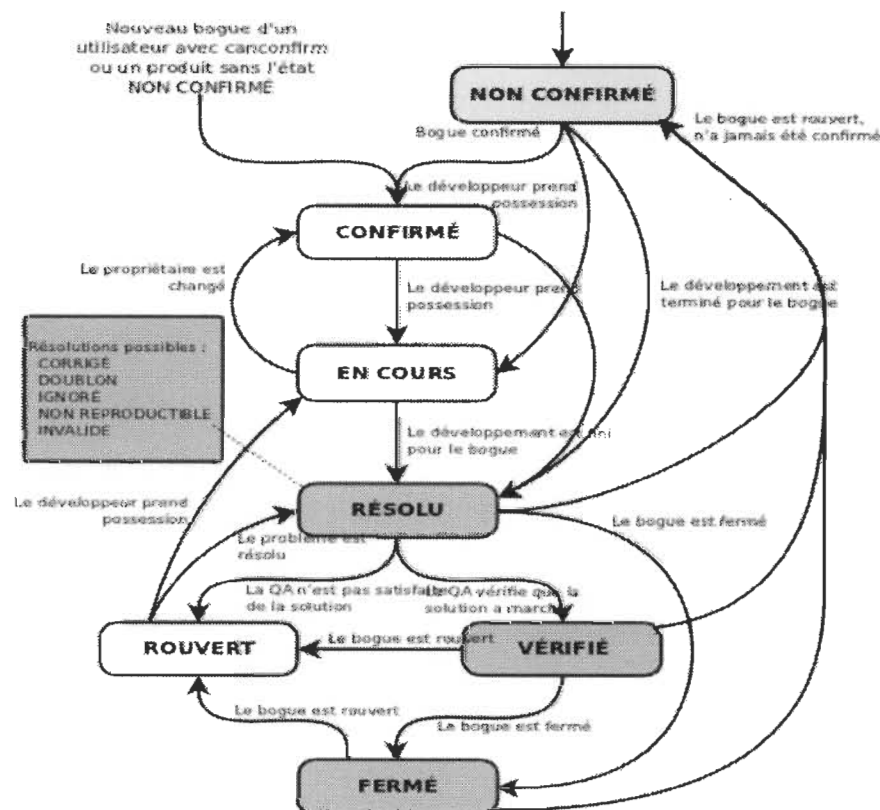 Nouveau bogue d'un
utilisateur avec canconfirm
ou un produit sans l'état
NON CONFIRMÉ
NON CONFIRMÉ
Le bogue est rouvert,
n'a jamais été confirmé
Bogue confirmé
Le développeur prend
possession
CONFIRMÉ
Le propriétaire est
changé
Le développeur prend
possession
Le développement est
terminé pour le bogue
Résolutions possibles :
CORRIGÉ
DOUBLON
IGNORÉ
NON REPRODUCTIBLE
INVALIDE
EN COURS
Le développement est fini
pour le bogue
Le développeur prend
possession
RÉSOLU
Le bogue est fermé
Le problème est
résolu
La QA n'est pas satisfaite
de la solution
QA vérifie que la
solution a marché
ROUVERT
Le bogue est rouvert
VÉRIFIÉ
Le bogue est rouvert
Le bogue est fermé
FERMÉ